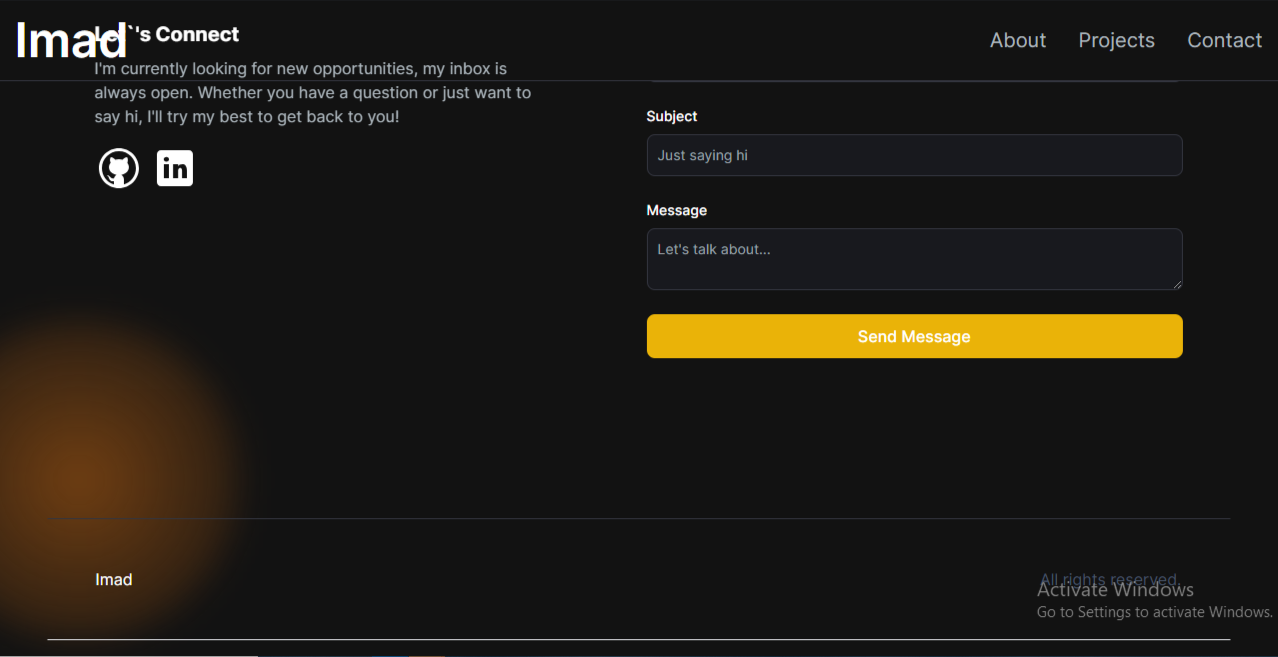 Imad
About Projects Contact
Let`'s Connect
I'm currently looking for new opportunities, my inbox is
always open. Whether you have a question or just want to
say hi, I'll try my best to get back to you!
in
Subject
Just saying hi
Message
Let's talk about...
Send Message
Imad
All rights reserved.
Activate Windows
Go to Settings to activate Windows.